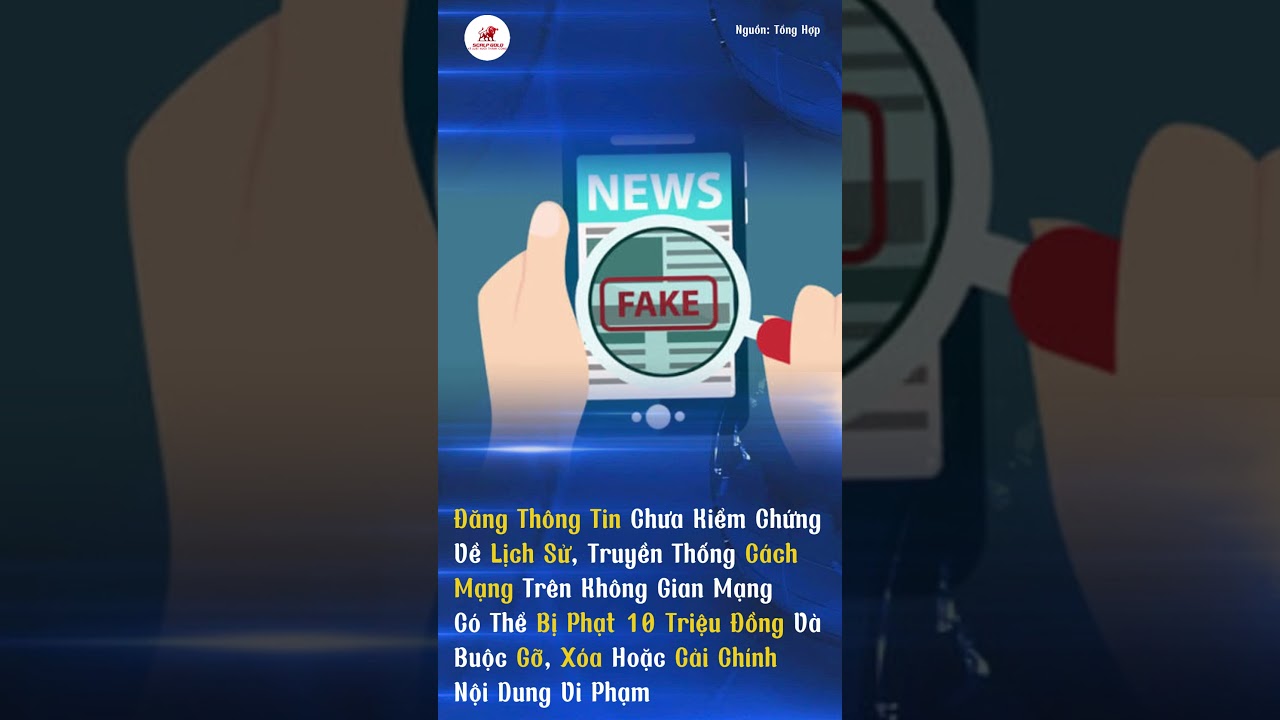 SCALP GOLD
Nguồn: Tổng Hợp
NEWS
FAKE
Đăng Thông Tin Chưa Kiểm Chứng
Về Lịch Sử, Truyền Thống Cách
Mạng Trên Không Gian Mạng
Có Thể Bị Phạt 10 Triệu Đồng Và
Buộc Gỡ, Xóa Hoặc Cải Chính
Nội Dung Vi Phạm